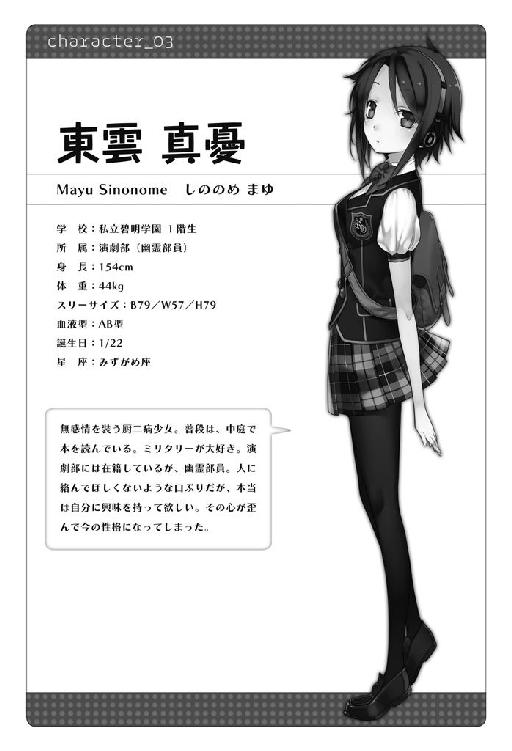 character_03
東雲 真憂
Mayu Sinonome しののめ まゆ
学 校：私立碧明学園 1階生
所 属：演劇部（幽霊部員）
身 長：154cm
体 重：44kg
スリーサイズ：B79／W57／H79
血液型：AB型
誕生日：1/22
星 座：みずがめ座
無感情を装う厨二病少女。普段は、中庭で
本を読んでいる。ミリタリーが大好き。演
劇部には在籍しているが、幽霊部員。人に
絡んでほしくないような口ぶりだが、本当
は自分に興味を持って欲しい。その心が歪
んで今の性格になってしまった。